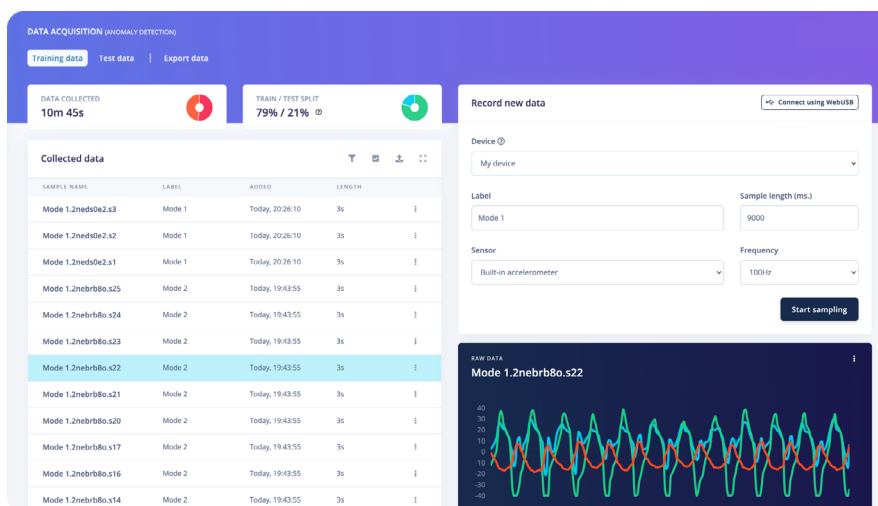 DATA ACQUISITION (ANOMALY DETECTION)
Training data Test data | Export data
DATA COLLECTED
10m 45s
TRAIN / TEST SPLIT
79% / 21%
Collected data
SAMPLE NAME LABEL ADDED LENGTH
Mode 1.2neds0e2.s3 Mode 1 Today, 20:26:10 3s
Mode 1.2neds0e2.s2 Mode 1 Today, 20:26:10 3s
Mode 1.2neds0e2.s1 Mode 1 Today, 20:26:10 3s
Mode 1.2nebrb8o.s25 Mode 2 Today, 19:43:55 3s
Mode 1.2nebrb8o.s24 Mode 2 Today, 19:43:55 3s
Mode 1.2nebrb8o.s23 Mode 2 Today, 19:43:55 3s
Mode 1.2nebrb8o.s22 Mode 2 Today, 19:43:55 3s
Mode 1.2nebrb8o.s21 Mode 2 Today, 19:43:55 3s
Mode 1.2nebrb8o.s20 Mode 2 Today, 19:43:55 3s
Mode 1.2nebrb8o.s17 Mode 2 Today, 19:43:55 3s
Mode 1.2nebrb8o.s16 Mode 2 Today, 19:43:55 3s
Mode 1.2nebrb8o.s14 Mode 2 Today, 19:43:55 3s
Record new data
Connect using WebUSB
Device
My device
Label Sample length (ms.)
Mode 1 9000
Sensor Frequency
Built-in accelerometer 100Hz
Start sampling
RAW DATA
Mode 1.2nebrb8o.s22
40
30
20
10
0
-10
-20
-30
-40